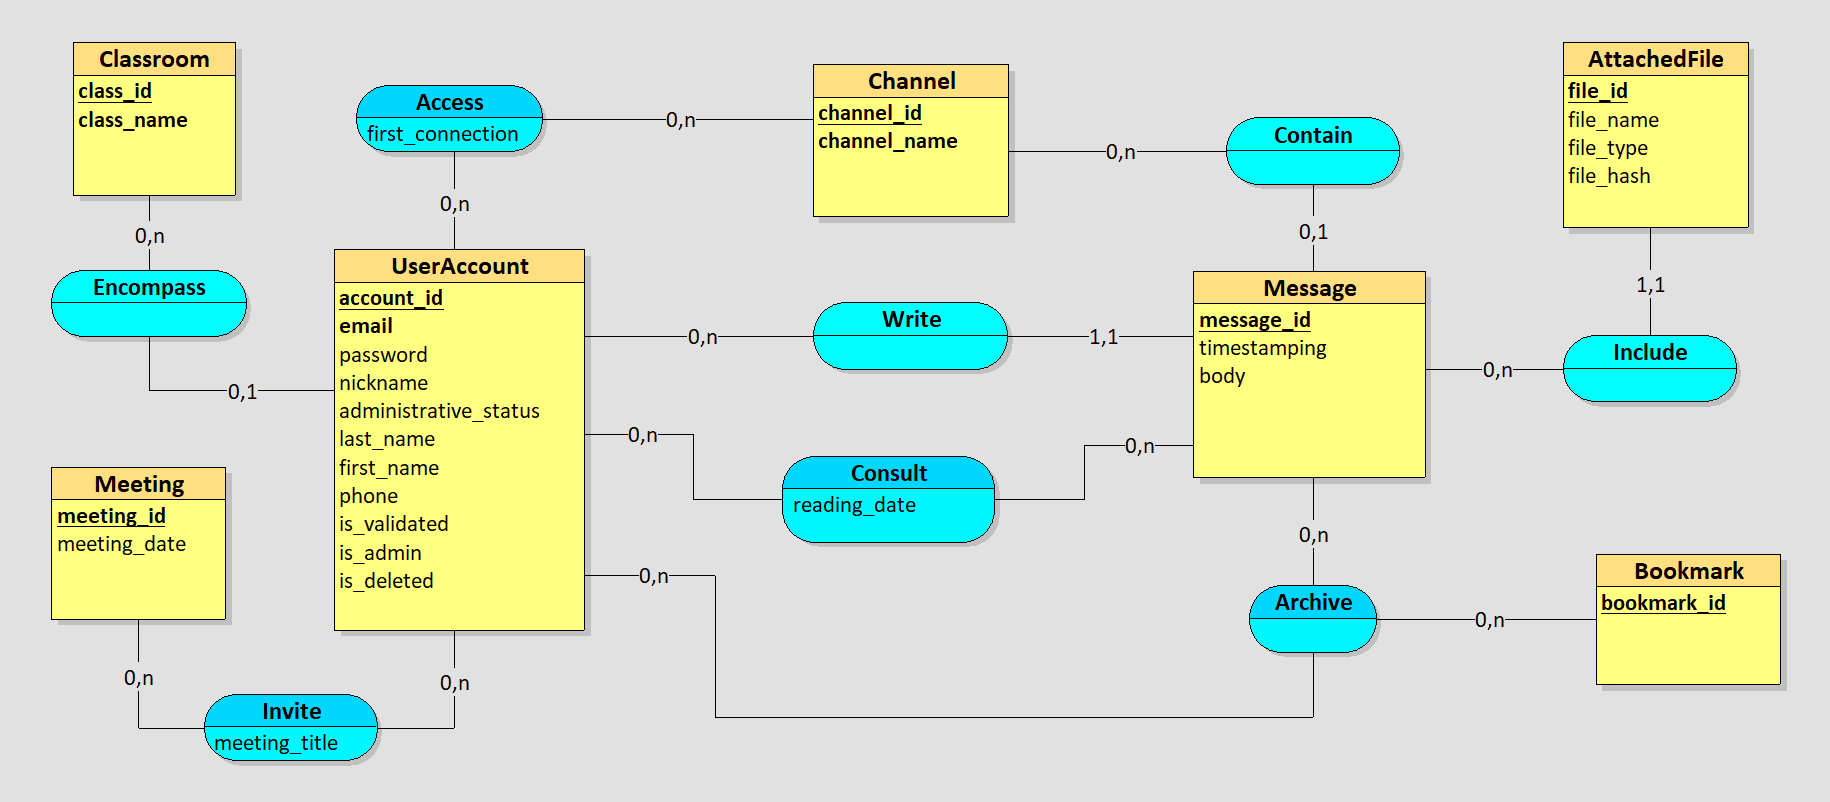 Classroom
class_id
class_name
0,n
Encompass
0,1
Access
first_connection
0,n
0,n
Channel
channel_id
channel_name
0,n
Contain
0,1
AttachedFile
file_id
file_name
file_type
file_hash
1,1
Include
0,n
UserAccount
account_id
email
password
nickname
administrative_status
last_name
first_name
phone
is_validated
is_admin
is_deleted
0,n
Write
1,1
Message
message_id
timestamping
body
0,n
Consult
reading_date
0,n
0,n
0,n
Archive
0,n
Bookmark
bookmark_id
Meeting
meeting_id
meeting_date
0,n
Invite
meeting_title
0,n